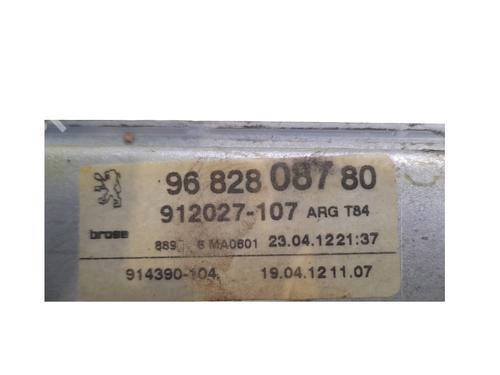 96 828 087 80
912027-107 ARG T84
brose
6 MA0601 23.04.12 21:37
914390-104 19.04.12 11.07